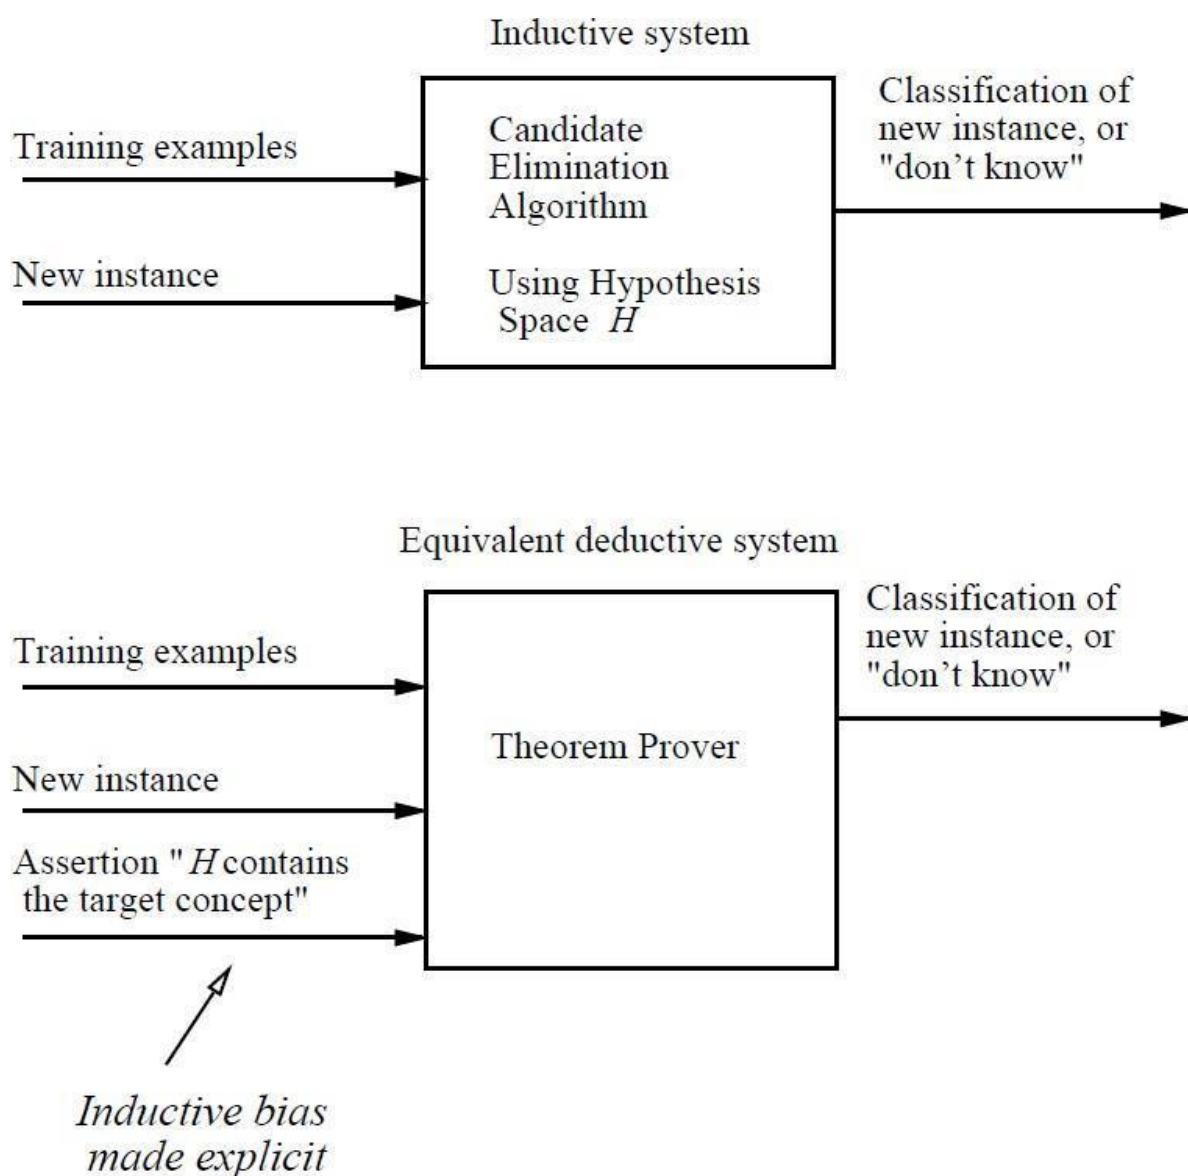 Inductive system
Training examples
New instance
Candidate
Elimination
Algorithm
Using Hypothesis
Space H
Classification of
new instance, or
"don't know"
Equivalent deductive system
Training examples
New instance
Assertion " H contains
the target concept"
Theorem Prover
Classification of
new instance, or
"don't know"
Inductive bias
made explicit